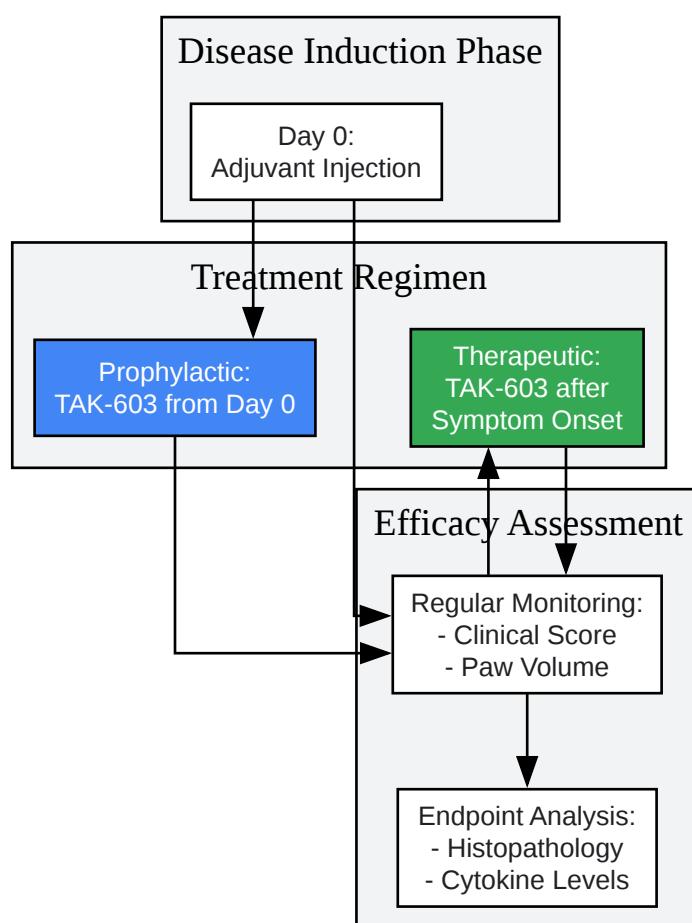 Disease Induction Phase
Day 0:
Adjuvant Injection
Treatment Regimen
Prophylactic:
TAK-603 from Day 0
Therapeutic:
TAK-603 after
Symptom Onset
Efficacy Assessment
Regular Monitoring:
- Clinical Score
- Paw Volume
Endpoint Analysis:
- Histopathology
- Cytokine Levels